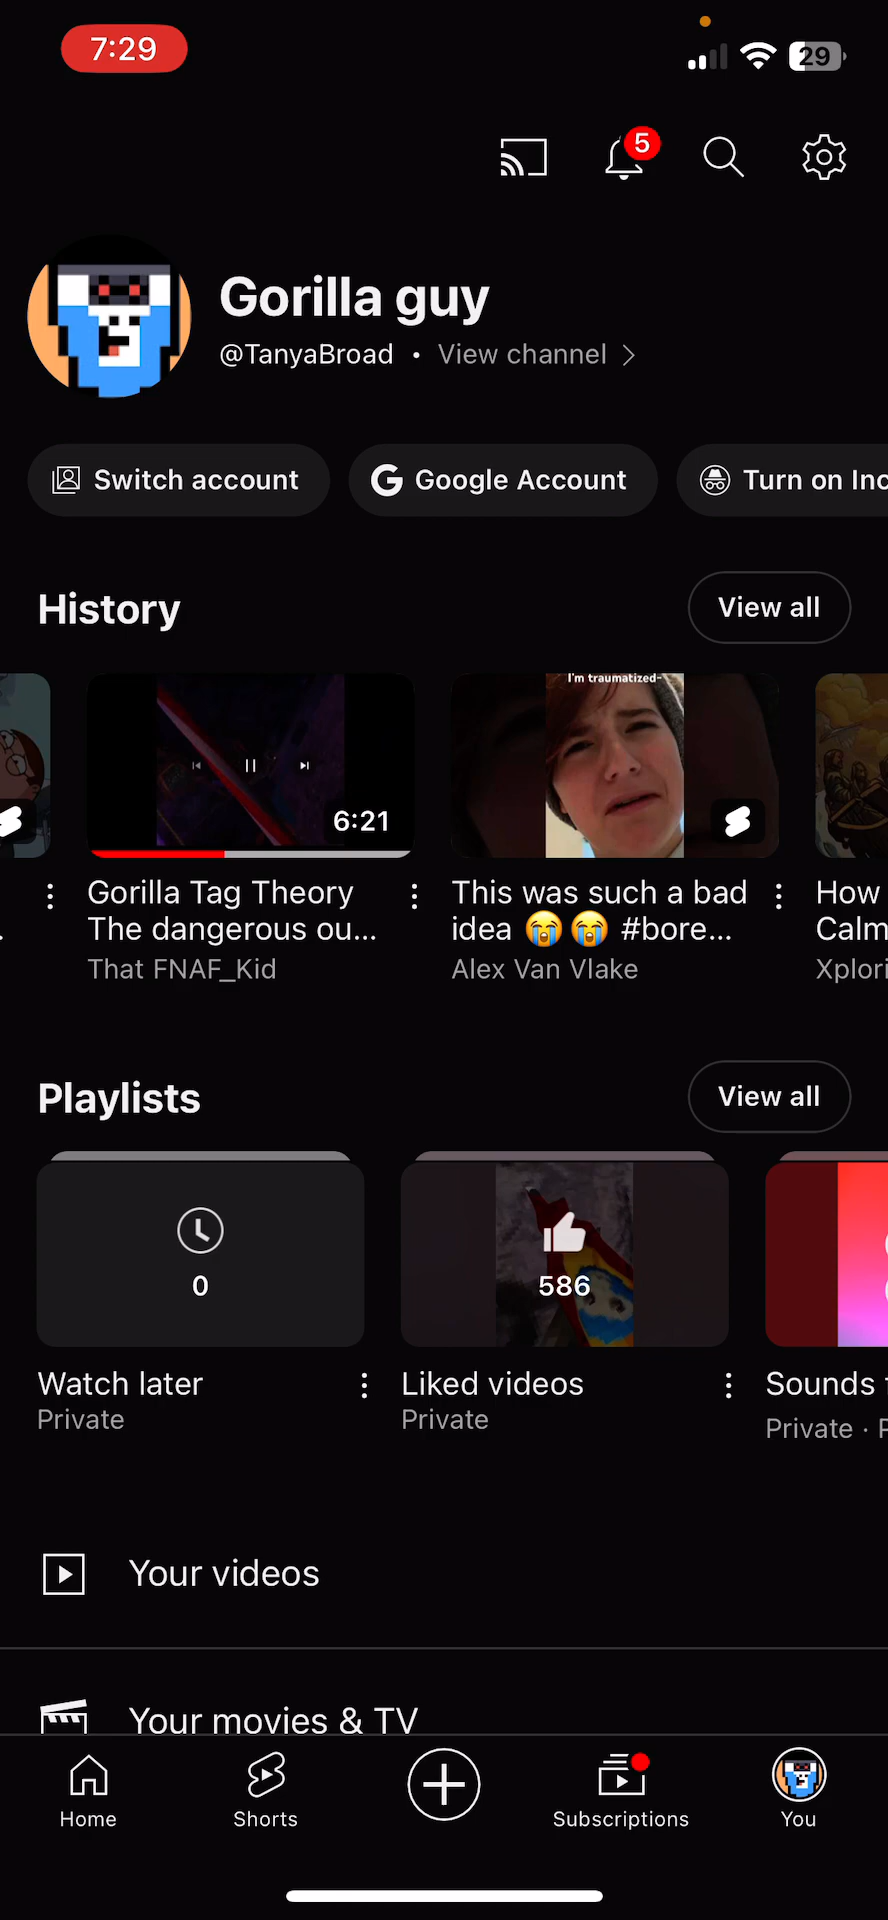 7:29
29
5
Gorilla guy
@TanyaBroad • View channel
Switch account
Google Account
Turn on Inc
History
View all
I'm traumatized-
6:21
Gorilla Tag Theory
The dangerous ou...
That FNAF_Kid
This was such a bad
idea 😭😭 #bore...
Alex Van Vlake
How
Calm
Xplori
Playlists
View all
0
586
Watch later
Private
Liked videos
Private
Sounds
Private ·
Your videos
Your movies & TV
Home
Shorts
Subscriptions
You